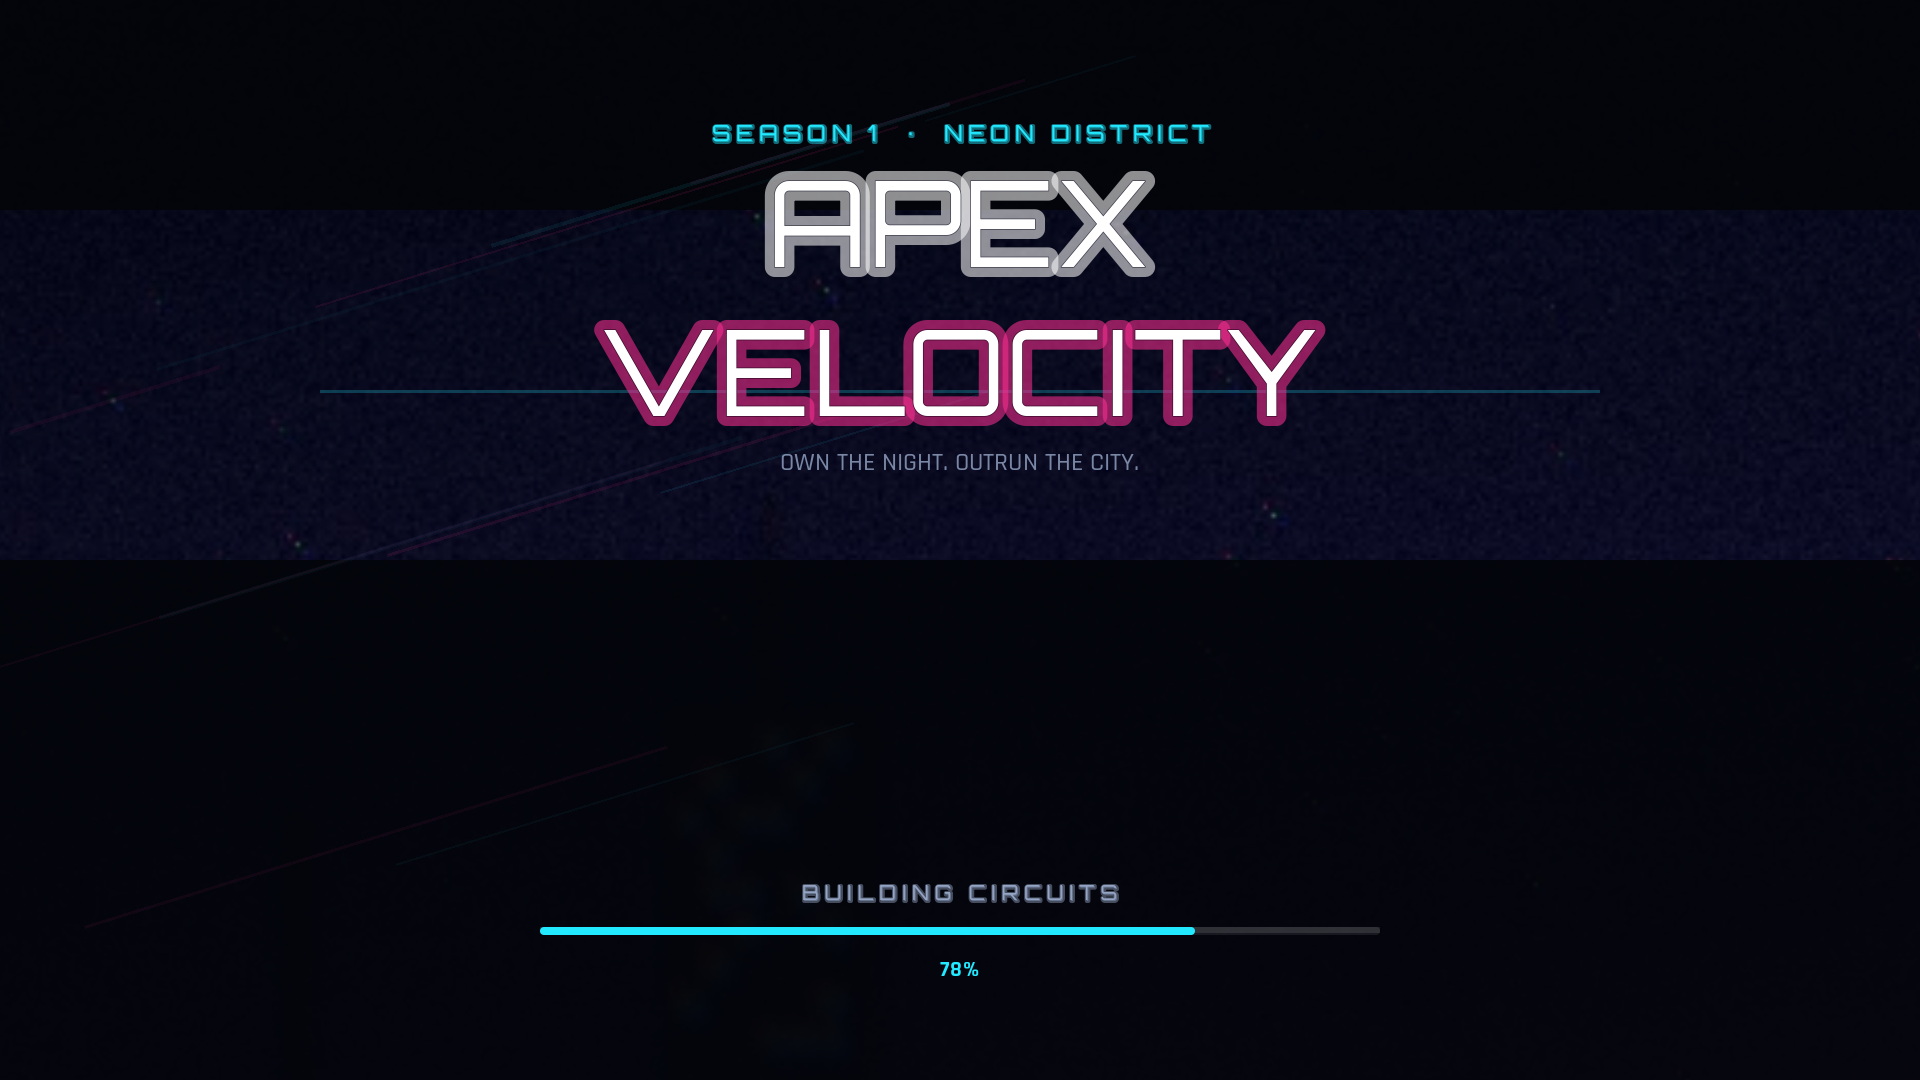 SEASON 1 · NEON DISTRICT
APEX
VELOCITY
OWN THE NIGHT. OUTRUN THE CITY.
BUILDING CIRCUITS
78%